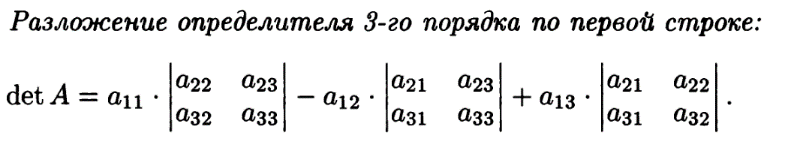 Разложение определителя 3-го порядка по первой строке:
det A = a₁₁ · |a₂₂ a₂₃; a₃₂ a₃₃| − a₁₂ · |a₂₁ a₂₃; a₃₁ a₃₃| + a₁₃ · |a₂₁ a₂₂; a₃₁ a₃₂| .